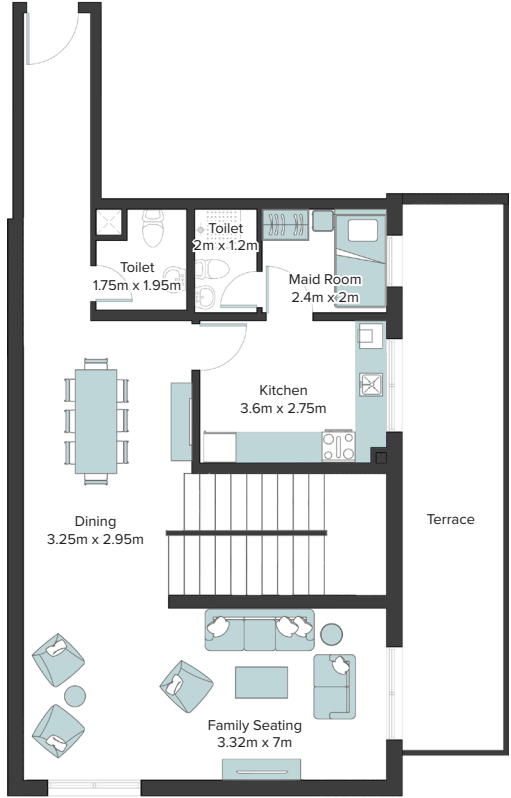 Toilet
1.75m x 1.95m
Toilet
2m x 1.2m
Maid Room
2.4m x 2m
Kitchen
3.6m x 2.75m
Dining
3.25m x 2.95m
Terrace
Family Seating
3.32m x 7m